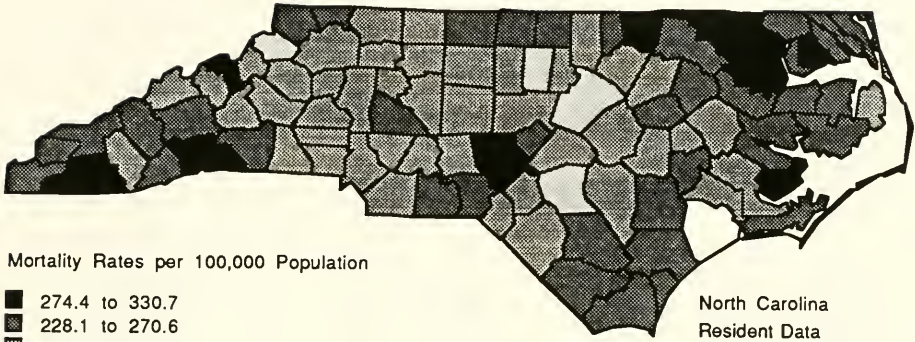 Mortality Rates per 100,000 Population
274.4 to 330.7
228.1 to 270.6
North Carolina
Resident Data